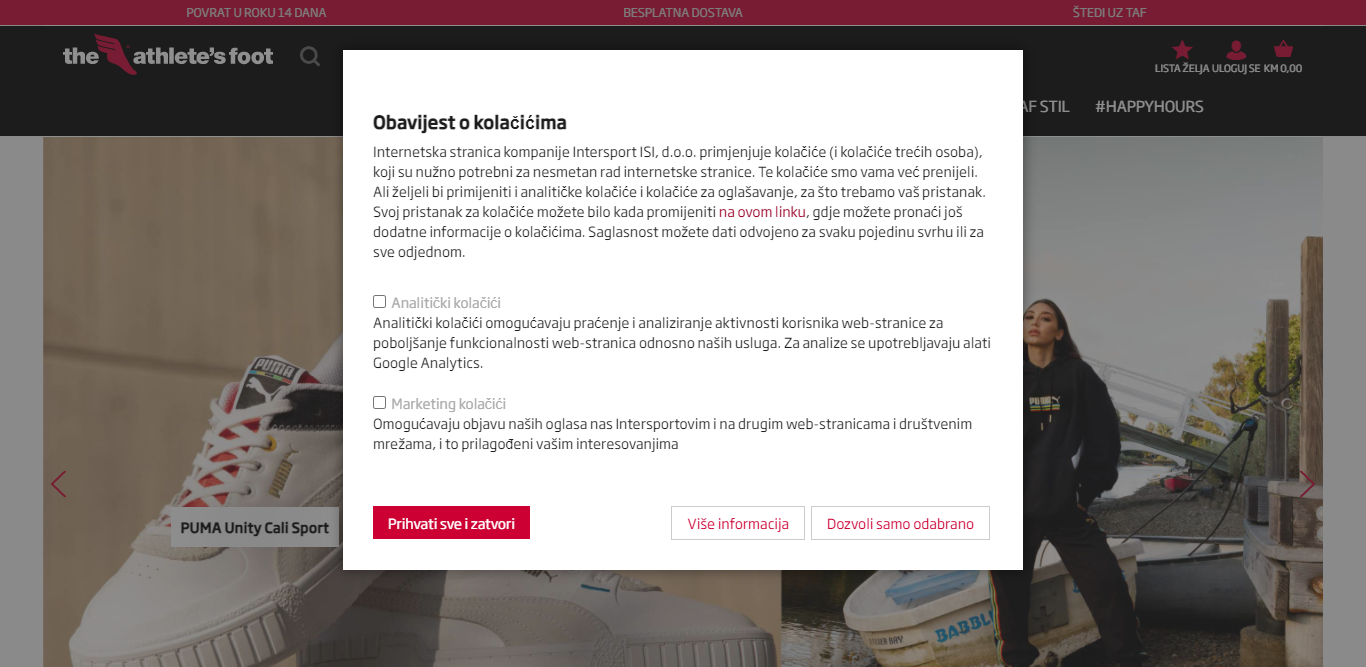 POVRAT U ROKU 14 DANA
BESPLATNA DOSTAVA
ŠTEDI UZ TAF
the athlete's foot
LISTA ŽELJA ULOGUJ SE KM 0,00
AF STIL #HAPPYHOURS
Obavijest o kolačićima
Internetska stranica kompanije Intersport ISI, d.o.o. primjenjuje kolačiće (i kolačiće trećih osoba),
koji su nužno potrebni za nesmetan rad internetske stranice. Te kolačiće smo vama već prenijeli.
Ali željeli bi primijeniti i analitičke kolačiće i kolačiće za oglašavanje, za što trebamo vaš pristanak.
Svoj pristanak za kolačiće možete bilo kada promijeniti na ovom linku, gdje možete pronaći još
dodatne informacije o kolačićima. Saglasnost možete dati odvojeno za svaku pojedinu svrhu ili za
sve odjednom.
Analitički kolačići
Analitički kolačići omogućavaju praćenje i analiziranje aktivnosti korisnika web-stranice za
poboljšanje funkcionalnosti web-stranica odnosno naših usluga. Za analize se upotrebljavaju alati
Google Analytics.
Marketing kolačići
Omogućavaju objavu naših oglasa nas Intersportovim i na drugim web-stranicama i društvenim
mrežama, i to prilagođeni vašim interesovanjima
Prihvati sve i zatvori
Više informacija
Dozvoli samo odabrano
PUMA
PUMA Unity Cali Sport
PUMA
BABBL